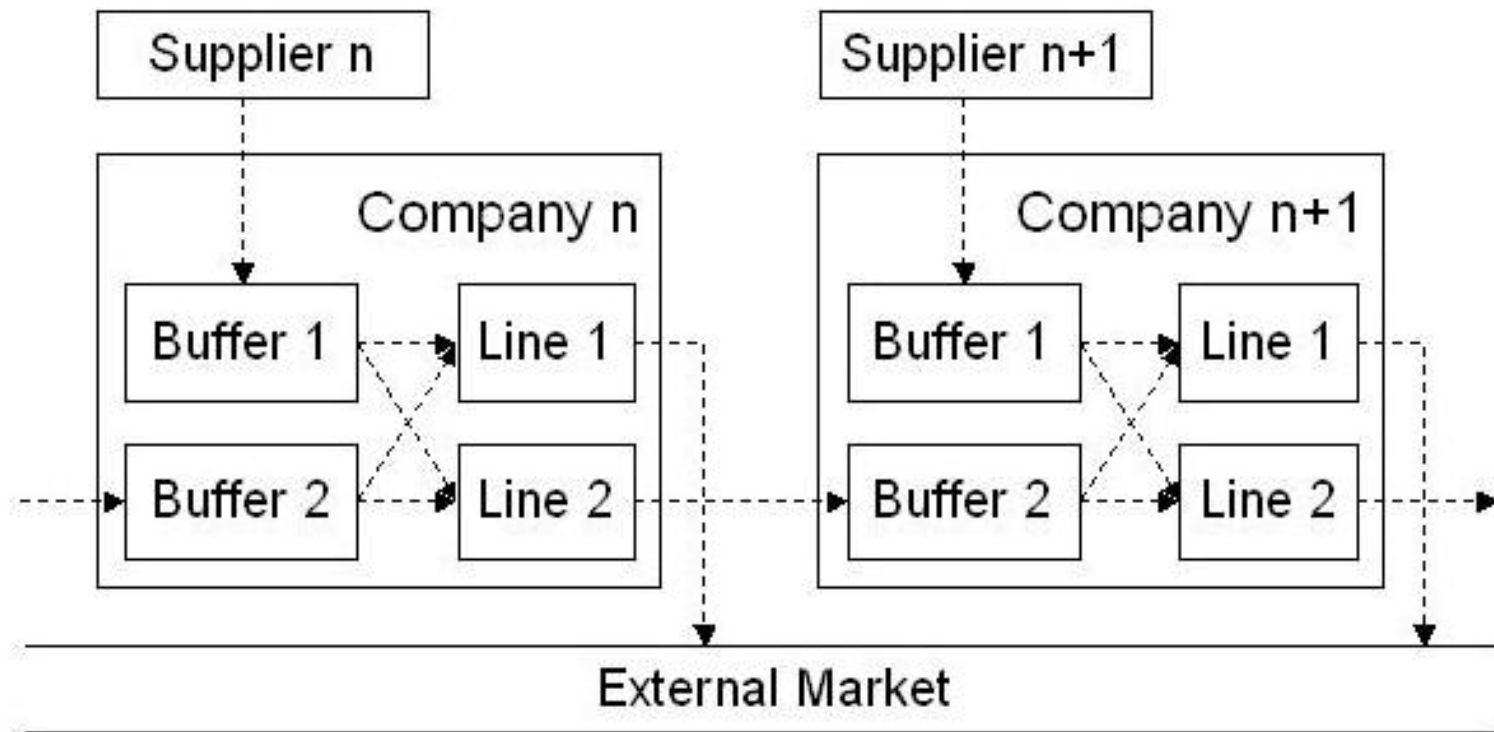 Supplier n
Supplier n+1
Company n
Company n+1
Buffer 1
Line 1
Buffer 1
Line 1
Buffer 2
Line 2
Buffer 2
Line 2
External Market